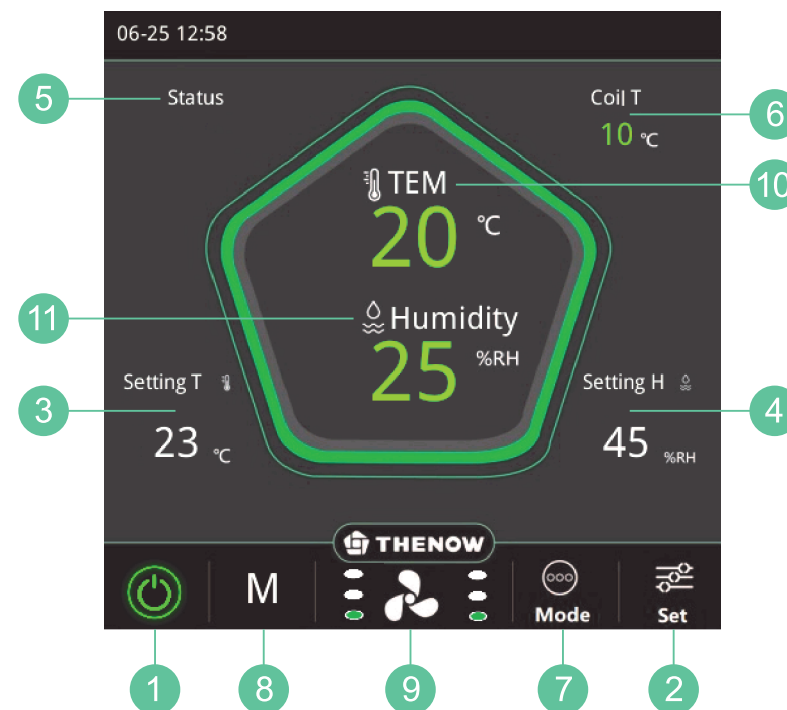 06-25 12:58
5
Status
Coil T
6
10 ℃
TEM
10
20 ℃
11
Humidity
25 %RH
Setting T
Setting H
3
4
23 ℃
45 %RH
THENOW
M
Mode
Set
1
8
9
7
2